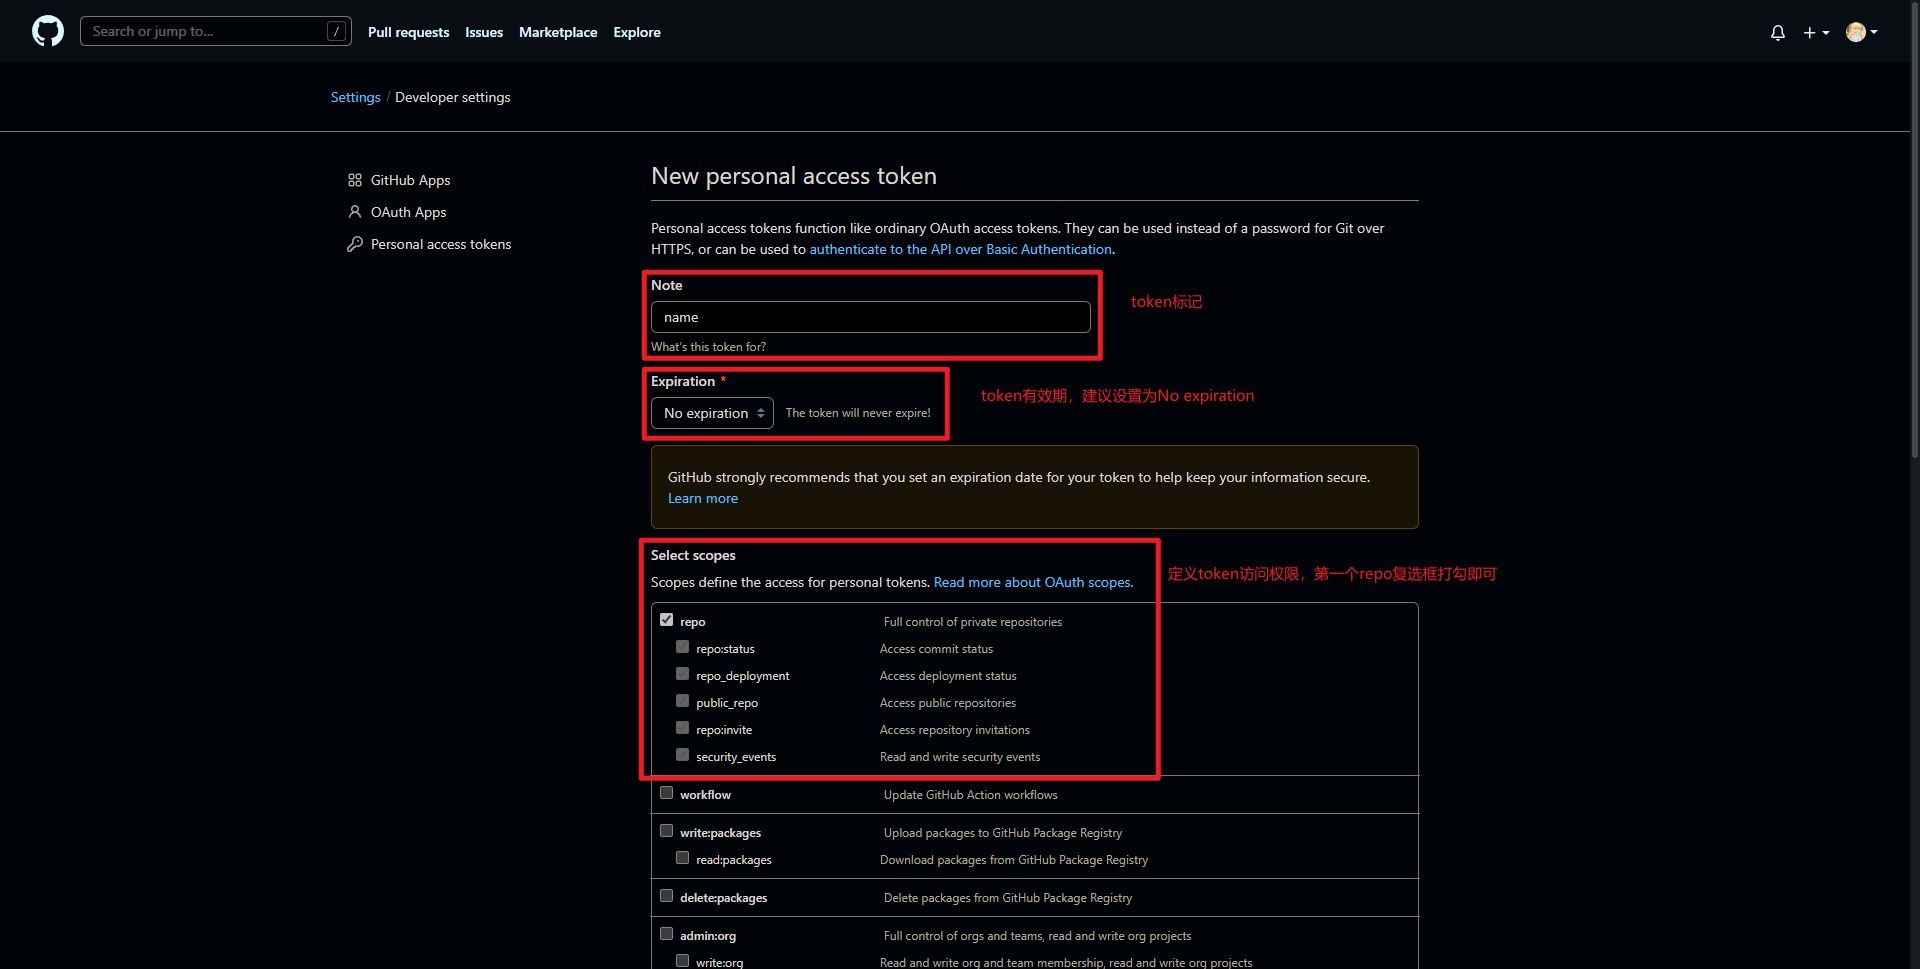 Search or jump to... /
Pull requests
Issues
Marketplace
Explore
Settings / Developer settings
GitHub Apps
OAuth Apps
Personal access tokens
New personal access token
Personal access tokens function like ordinary OAuth access tokens. They can be used instead of a password for Git over
HTTPS, or can be used to authenticate to the API over Basic Authentication.
Note
name
What's this token for?
token标记
Expiration *
No expiration
The token will never expire!
token有效期，建议设置为No expiration
GitHub strongly recommends that you set an expiration date for your token to help keep your information secure.
Learn more
Select scopes
Scopes define the access for personal tokens. Read more about OAuth scopes.
定义token访问权限，第一个repo复选框打勾即可
repo Full control of private repositories
repo:status Access commit status
repo_deployment Access deployment status
public_repo Access public repositories
repo:invite Access repository invitations
security_events Read and write security events
workflow Update GitHub Action workflows
write:packages Upload packages to GitHub Package Registry
read:packages Download packages from GitHub Package Registry
delete:packages Delete packages from GitHub Package Registry
admin:org Full control of orgs and teams, read and write org projects
write:org Read and write org and team membership, read and write org projects